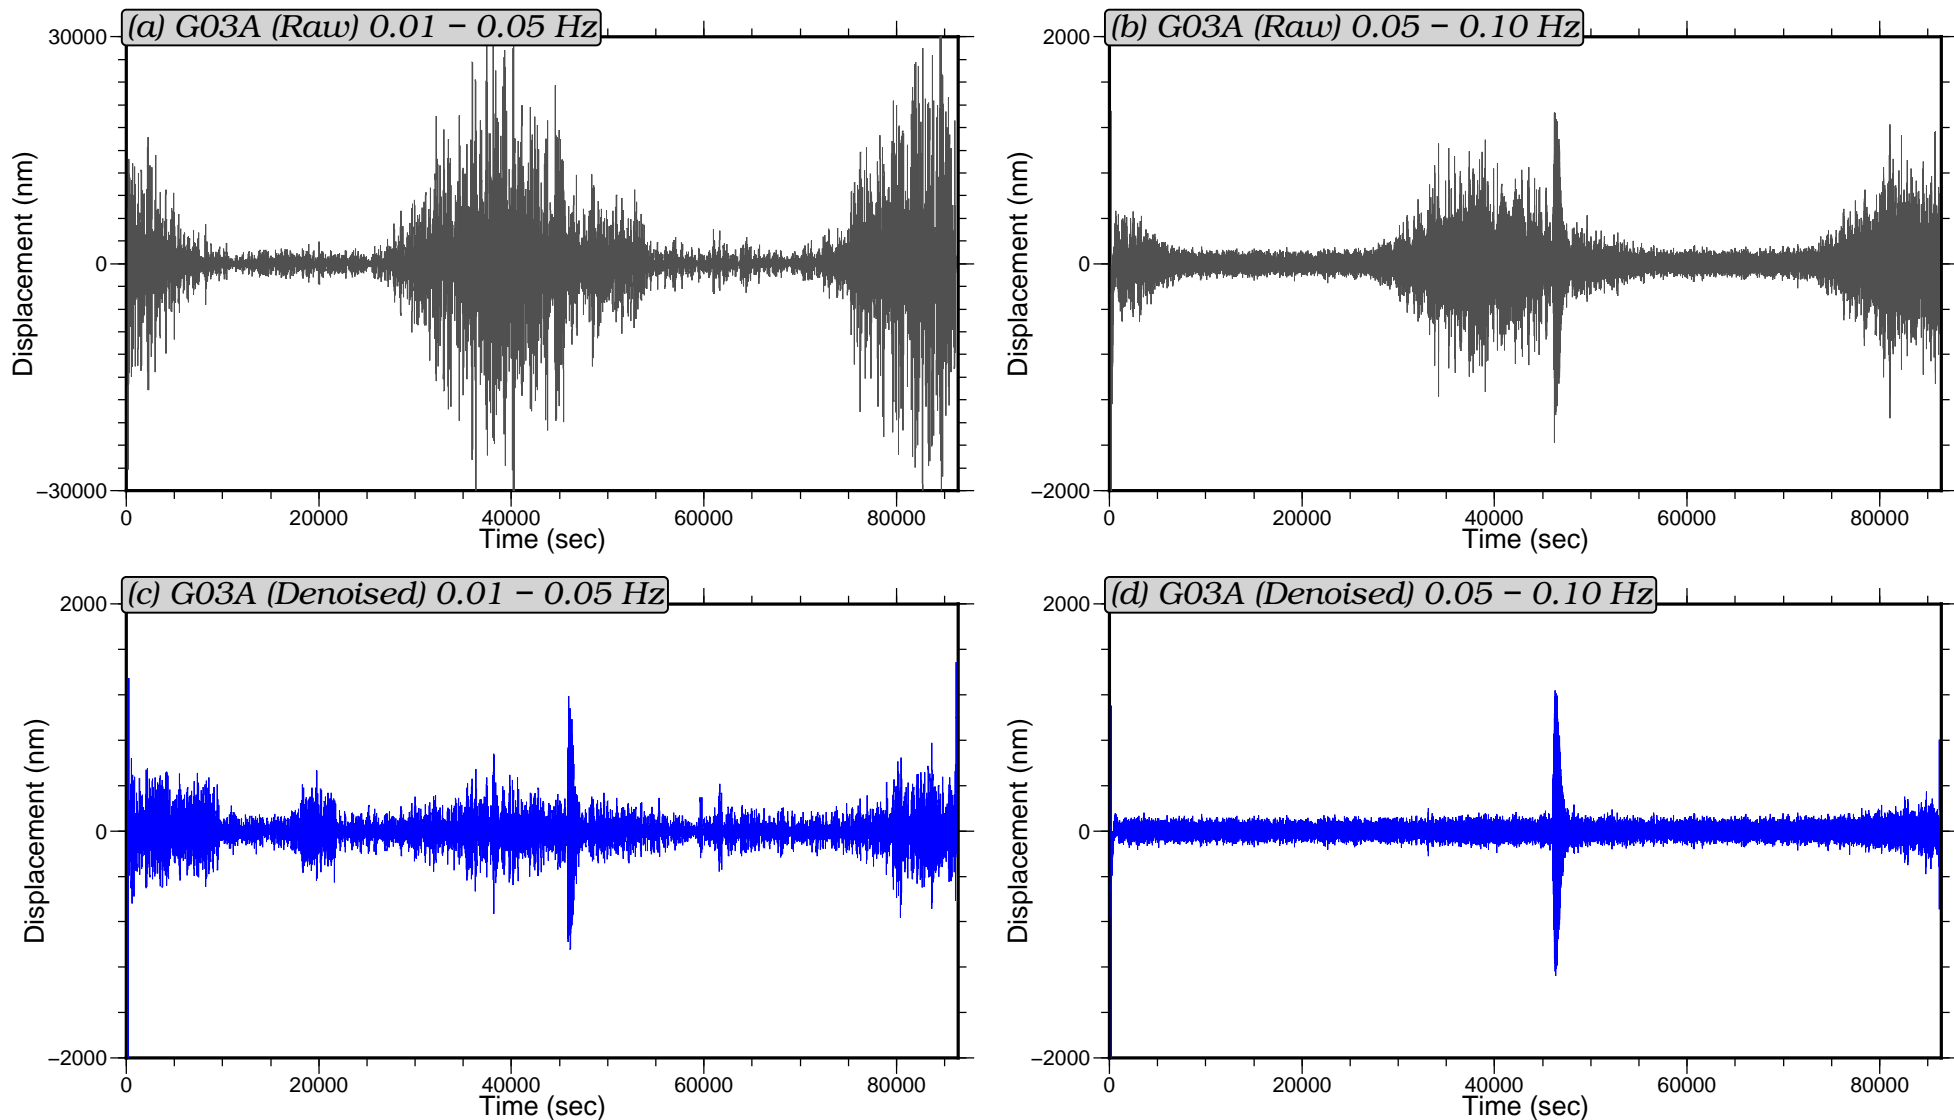 (a) G03A (Raw) 0.01 − 0.05 Hz
30000
0
−30000
Displacement (nm)
0 20000 40000 60000 80000
Time (sec)
(b) G03A (Raw) 0.05 − 0.10 Hz
2000
0
−2000
Displacement (nm)
0 20000 40000 60000 80000
Time (sec)
(c) G03A (Denoised) 0.01 − 0.05 Hz
2000
0
−2000
Displacement (nm)
0 20000 40000 60000 80000
Time (sec)
(d) G03A (Denoised) 0.05 − 0.10 Hz
2000
0
−2000
Displacement (nm)
0 20000 40000 60000 80000
Time (sec)